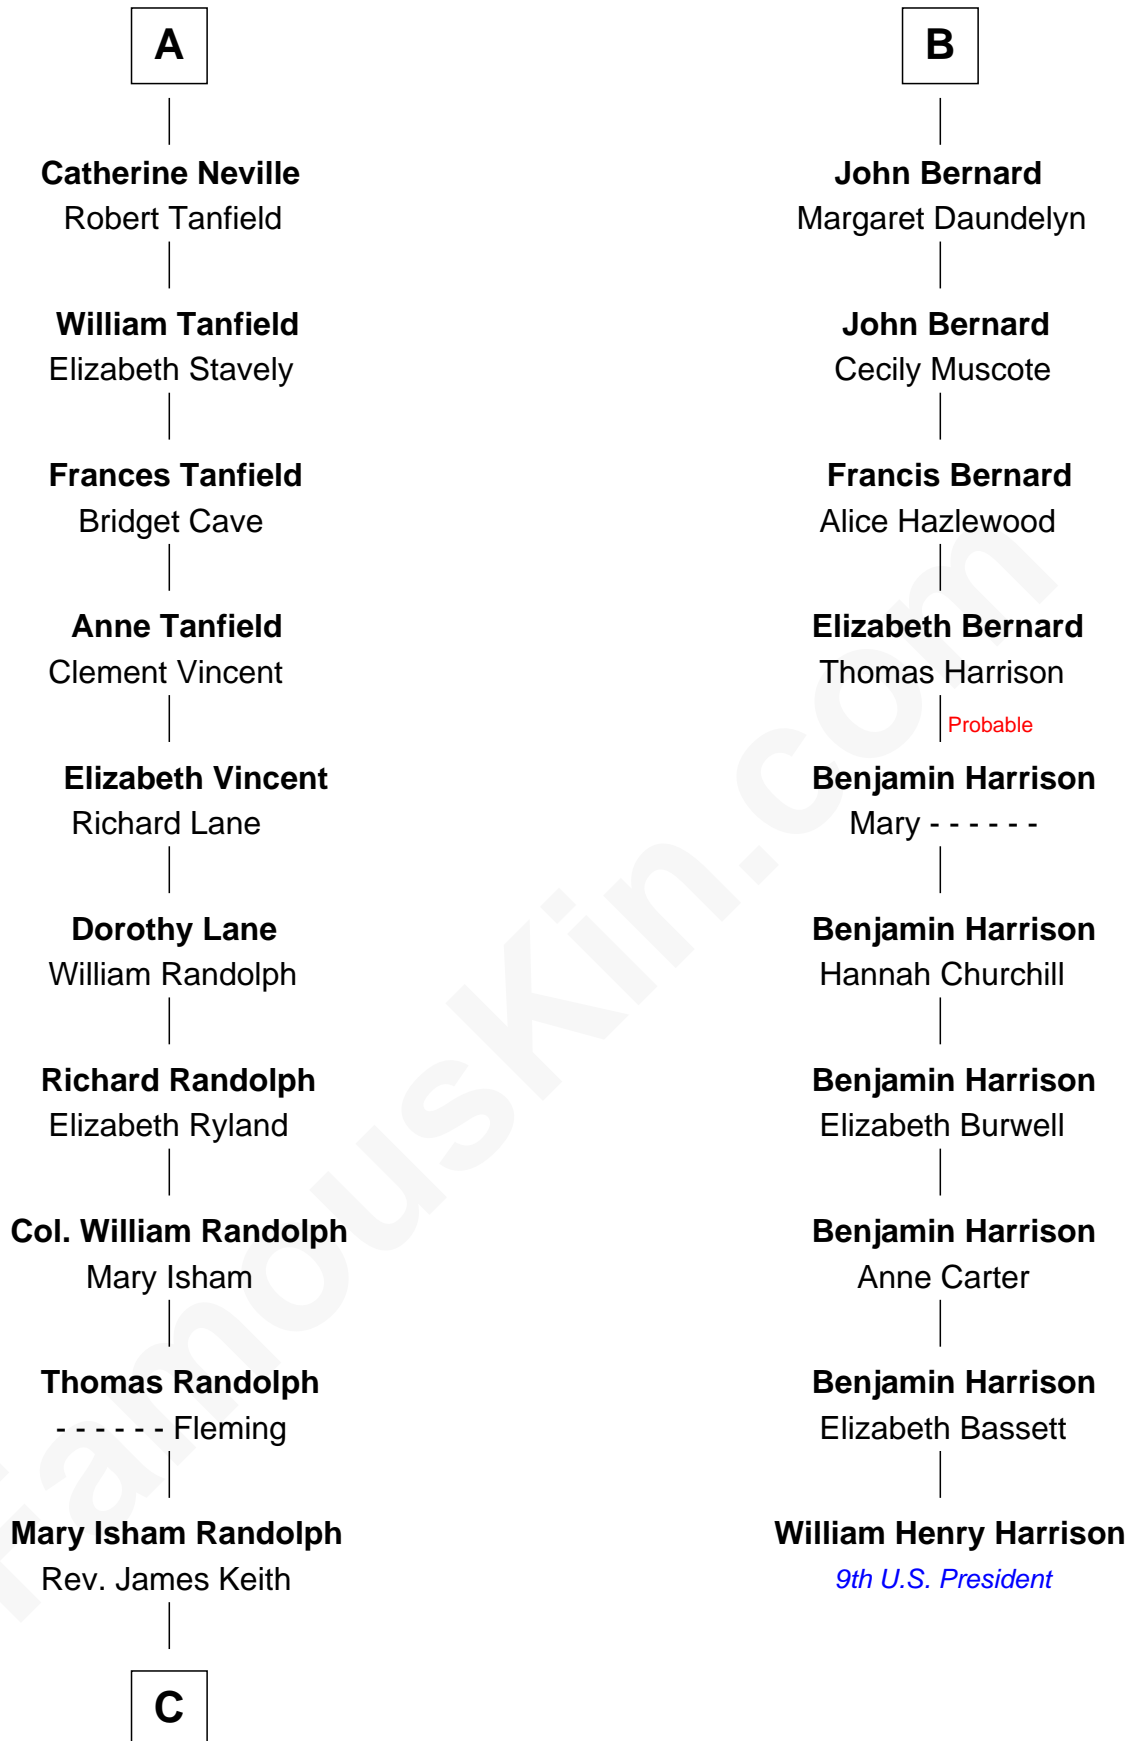 A
Catherine Neville
Robert Tanfield
William Tanfield
Elizabeth Stavely
Frances Tanfield
Bridget Cave
Anne Tanfield
Clement Vincent
Elizabeth Vincent
Richard Lane
Dorothy Lane
William Randolph
Richard Randolph
Elizabeth Ryland
Col. William Randolph
Mary Isham
Thomas Randolph
- - - - - - Fleming
Mary Isham Randolph
Rev. James Keith
C
B
John Bernard
Margaret Daundelyn
John Bernard
Cecily Muscote
Francis Bernard
Alice Hazlewood
Elizabeth Bernard
Thomas Harrison
Probable
Benjamin Harrison
Mary - - - - - -
Benjamin Harrison
Hannah Churchill
Benjamin Harrison
Elizabeth Burwell
Benjamin Harrison
Anne Carter
Benjamin Harrison
Elizabeth Bassett
William Henry Harrison
9th U.S. President
FamousKin.com